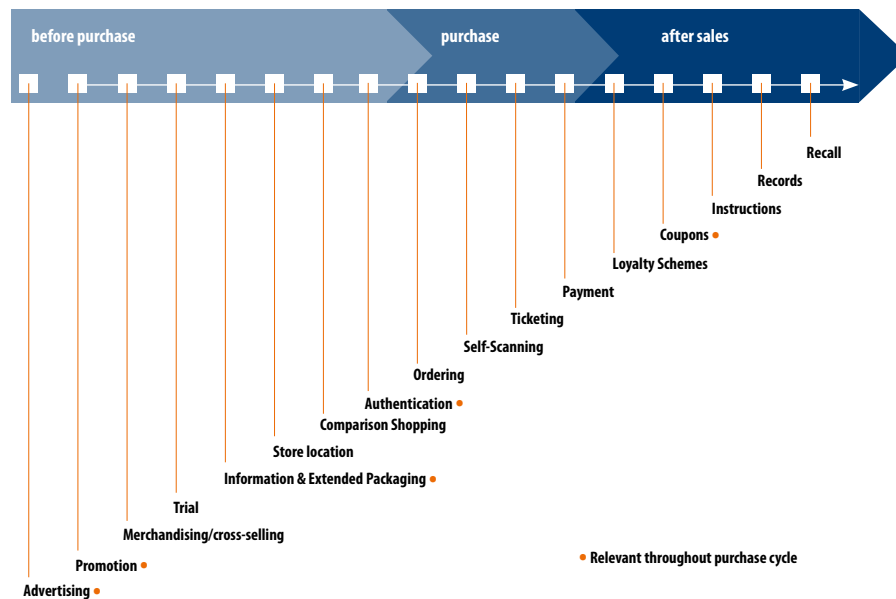 before purchase
purchase
after sales
Recall
Records
Instructions
Coupons •
Loyalty Schemes
Payment
Ticketing
Self-Scanning
Ordering
Authentication •
Comparison Shopping
Store location
Information & Extended Packaging •
Trial
Merchandising/cross-selling
• Relevant throughout purchase cycle
Promotion •
Advertising •